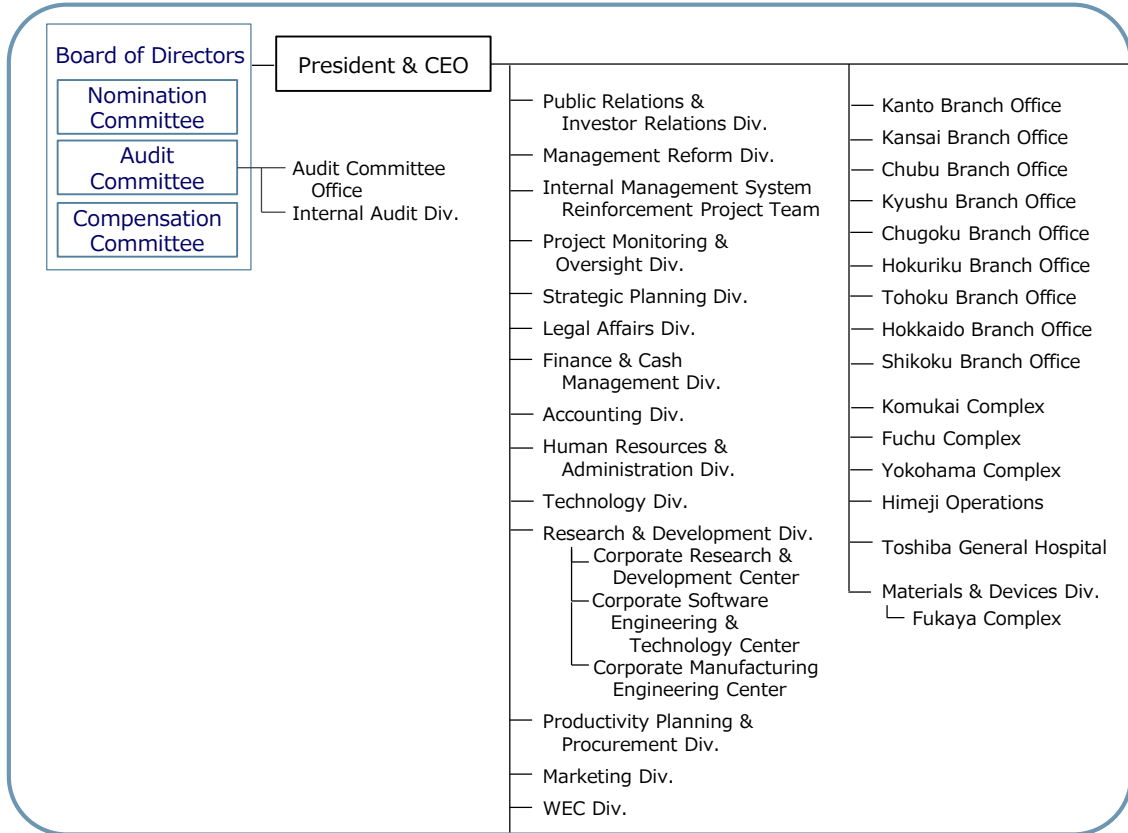 Board of Directors
Nomination
Committee
Audit
Committee
Compensation
Committee
President & CEO
Audit Committee
Office
Internal Audit Div.
Public Relations &
Investor Relations Div.
Management Reform Div.
Internal Management System
Reinforcement Project Team
Project Monitoring &
Oversight Div.
Strategic Planning Div.
Legal Affairs Div.
Finance & Cash
Management Div.
Accounting Div.
Human Resources &
Administration Div.
Technology Div.
Research & Development Div.
Corporate Research &
Development Center
Corporate Software
Engineering &
Technology Center
Corporate Manufacturing
Engineering Center
Productivity Planning &
Procurement Div.
Marketing Div.
WEC Div.
Kanto Branch Office
Kansai Branch Office
Chubu Branch Office
Kyushu Branch Office
Chugoku Branch Office
Hokuriku Branch Office
Tohoku Branch Office
Hokkaido Branch Office
Shikoku Branch Office
Komukai Complex
Fuchu Complex
Yokohama Complex
Himeji Operations
Toshiba General Hospital
Materials & Devices Div.
Fukaya Complex